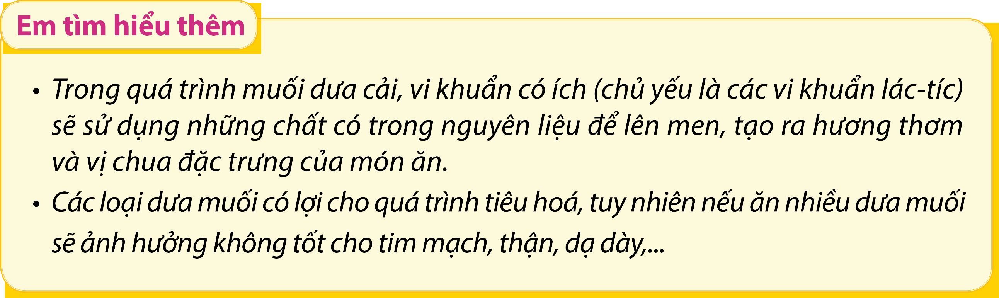 Em tìm hiểu thêm
• Trong quá trình muối dưa cải, vi khuẩn có ích (chủ yếu là các vi khuẩn lác-tíc)
sẽ sử dụng những chất có trong nguyên liệu để lên men, tạo ra hương thơm
và vị chua đặc trưng của món ăn.
• Các loại dưa muối có lợi cho quá trình tiêu hoá, tuy nhiên nếu ăn nhiều dưa muối
sẽ ảnh hưởng không tốt cho tim mạch, thận, dạ dày,...